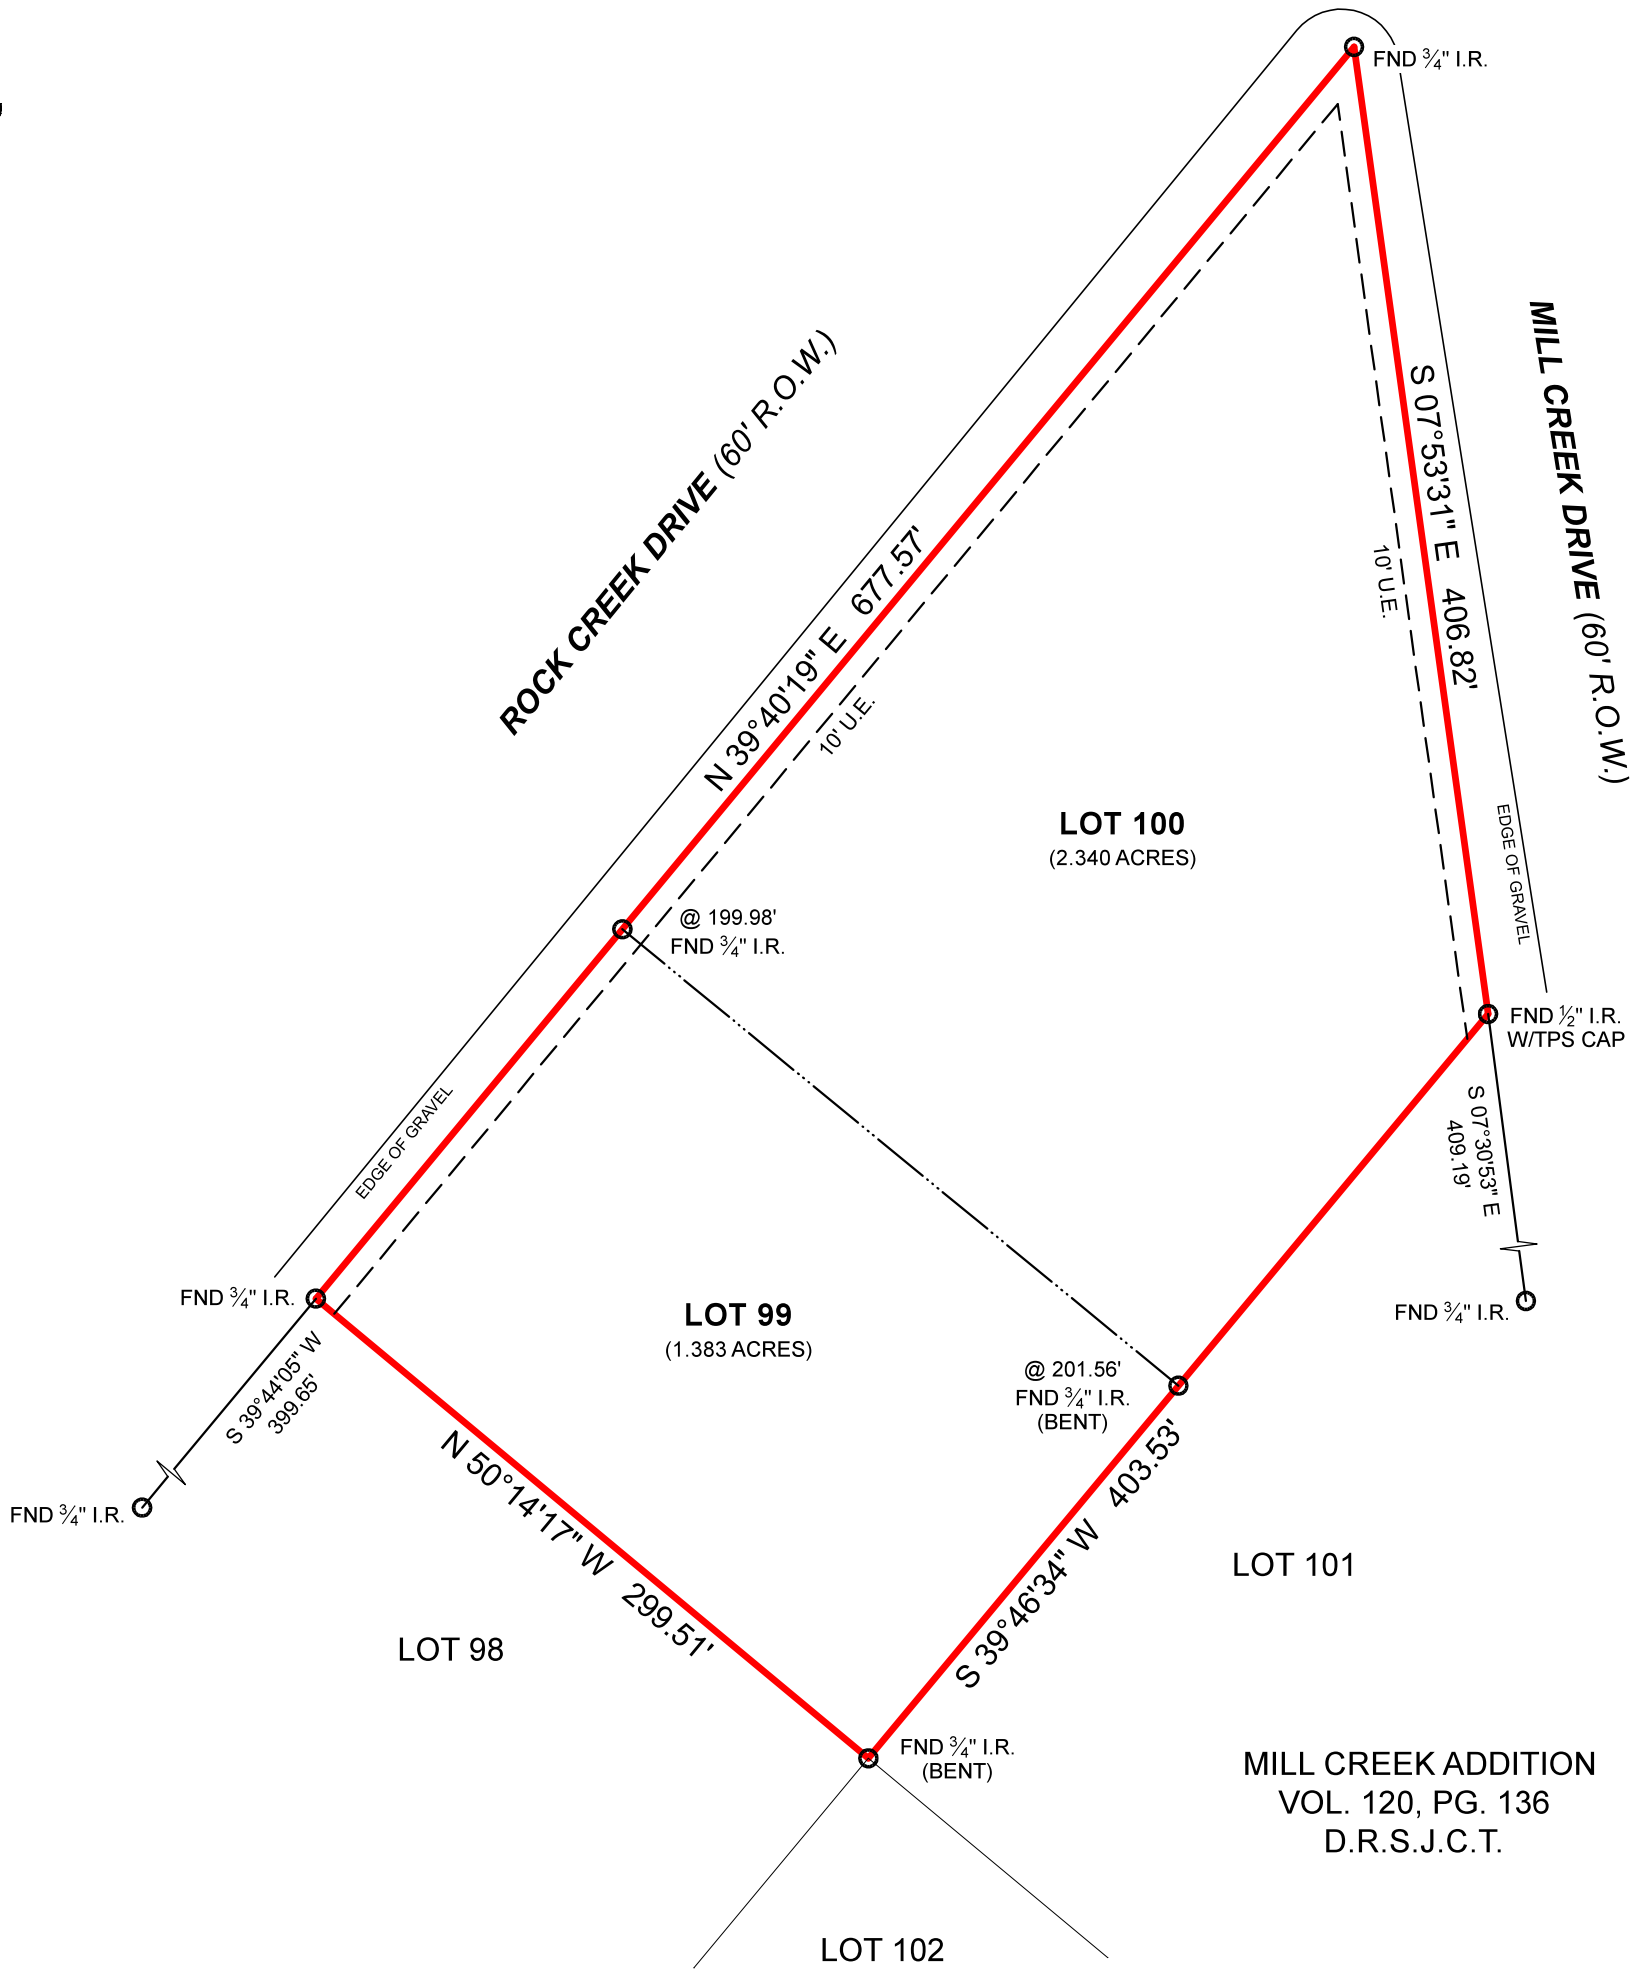 FND ¾" I.R.
ROCK CREEK DRIVE (60' R.O.W.)
MILL CREEK DRIVE (60' R.O.W.)
S 07°53'31" E 406.82'
N 39°40'19" E 677.57'
10' U.E.
10' U.E.
LOT 100
(2.340 ACRES)
EDGE OF GRAVEL
@ 199.98'
FND ¾" I.R.
FND ½" I.R.
W/TPS CAP
S 07°30'53" E
409.19'
EDGE OF GRAVEL
FND ¾" I.R.
FND ¾" I.R.
LOT 99
(1.383 ACRES)
S 39°44'05" W
399.65'
@ 201.56'
FND ¾" I.R.
(BENT)
N 50°14'17" W 299.51'
S 39°46'34" W 403.53'
FND ¾" I.R.
LOT 101
LOT 98
FND ¾" I.R.
(BENT)
MILL CREEK ADDITION
VOL. 120, PG. 136
D.R.S.J.C.T.
LOT 102